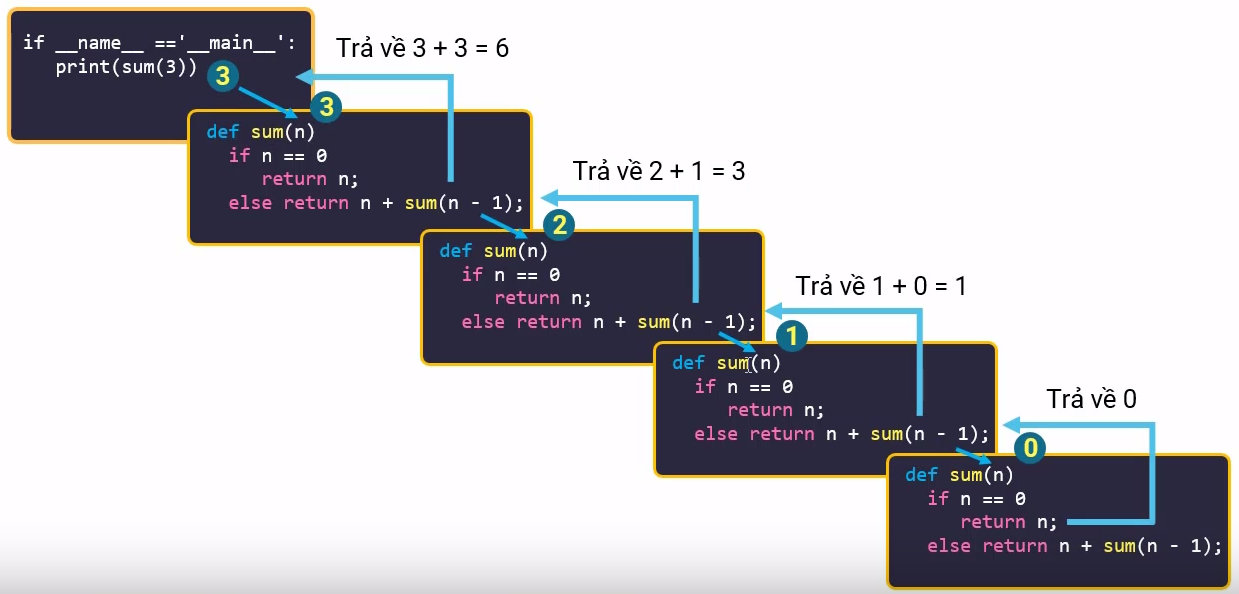 if __name__ =='__main__':
print(sum(3))
3
Trả về 3 + 3 = 6
3
def sum(n)
if n == 0
return n;
else return n + sum(n - 1);
Trả về 2 + 1 = 3
2
def sum(n)
if n == 0
return n;
else return n + sum(n - 1);
Trả về 1 + 0 = 1
1
def sum(n)
if n == 0
return n;
else return n + sum(n - 1);
Trả về 0
0
def sum(n)
if n == 0
return n;
else return n + sum(n - 1);